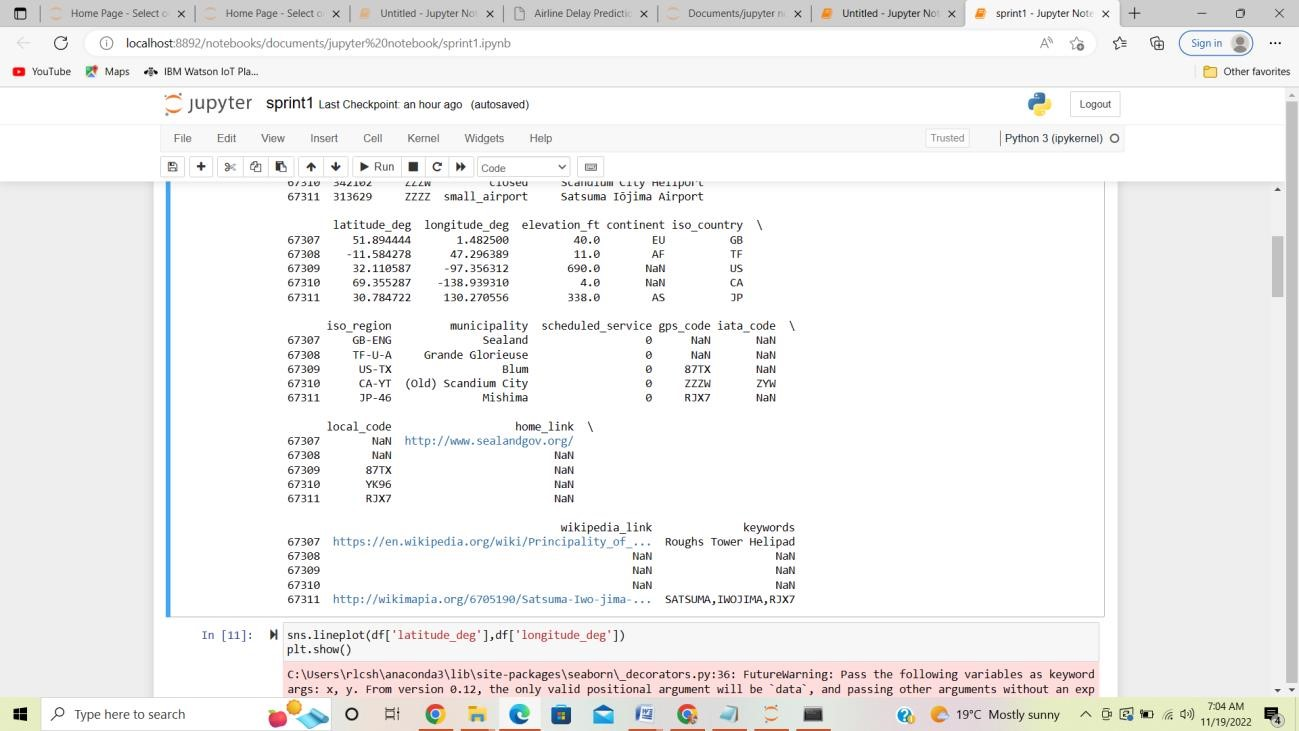 Home Page - Select o
Home Page - Select o
Untitled - Jupyter Not
Airline Delay Predictic
Documents/jupyter n
Untitled - Jupyter Not
sprint1 - Jupyter Note
localhost:8892/notebooks/documents/jupyter%20notebook/sprint1.ipynb
Sign in
YouTube
Maps
IBM Watson IoT Pla...
Other favorites
jupyter sprint1 Last Checkpoint: an hour ago (autosaved)
Logout
File Edit View Insert Cell Kernel Widgets Help
Trusted
Python 3 (ipykernel)
Run
Code
67310 342102 ZZZW closed Scandium City Heliport
67311 313629 ZZZZ small_airport Satsuma Iōjima Airport
latitude_deg longitude_deg elevation_ft continent iso_country \
67307 51.894444 1.482500 40.0 EU GB
67308 -11.584278 47.296389 11.0 AF TF
67309 32.110587 -97.356312 690.0 NaN US
67310 69.355287 -138.939310 4.0 NaN CA
67311 30.784722 130.270556 338.0 AS JP
iso_region municipality scheduled_service gps_code iata_code \
67307 GB-ENG Sealand 0 NaN NaN
67308 TF-U-A Grande Glorieuse 0 NaN NaN
67309 US-TX Blum 0 87TX NaN
67310 CA-YT (Old) Scandium City 0 ZZZW ZYW
67311 JP-46 Mishima 0 RJX7 NaN
local_code home_link \
67307 NaN http://www.sealandgov.org/
67308 NaN NaN
67309 87TX NaN
67310 YK96 NaN
67311 RJX7 NaN
wikipedia_link keywords
67307 https://en.wikipedia.org/wiki/Principality_of_... Roughs Tower Helipad
67308 NaN NaN
67309 NaN NaN
67310 NaN NaN
67311 http://wikimapia.org/6705190/Satsuma-Iwo-jima-... SATSUMA,IWOJIMA,RJX7
In [11]: sns.lineplot(df['latitude_deg'],df['longitude_deg'])
plt.show()
C:\Users\rlcsh\anaconda3\lib\site-packages\seaborn\_decorators.py:36: FutureWarning: Pass the following variables as keyword
args: x, y. From version 0.12, the only valid positional argument will be `data`, and passing other arguments without an exp
Type here to search
19°C Mostly sunny
7:04 AM
11/19/2022
4